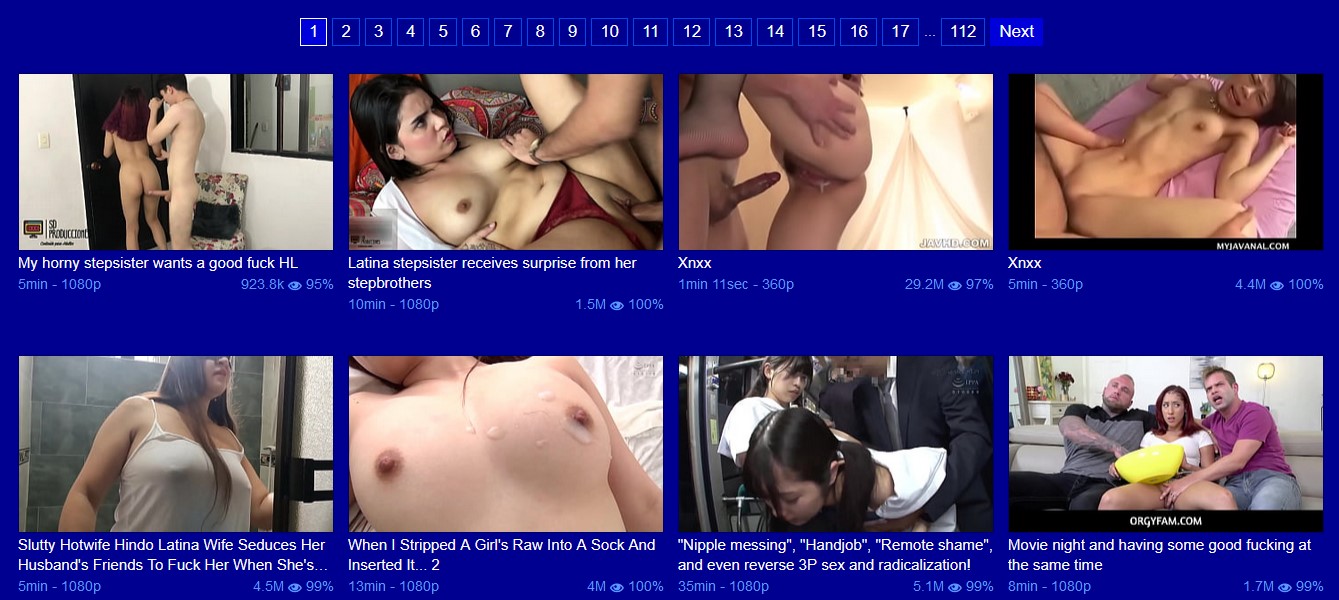 1 2 3 4 5 6 7 8 9 10 11 12 13 14 15 16 17 ... 112 Next
SD
PRODUCCIONES
JAVHD.COM
MYJAVANAL.COM
My horny stepsister wants a good fuck HL
5min - 1080p 923.8k 95%
Latina stepsister receives surprise from her
stepbrothers
10min - 1080p 1.5M 100%
Xnxx
1min 11sec - 360p 29.2M 97%
Xnxx
5min - 360p 4.4M 100%
ORGYFAM.COM
Slutty Hotwife Hindo Latina Wife Seduces Her
Husband's Friends To Fuck Her When She's...
5min - 1080p 4.5M 99%
When I Stripped A Girl's Raw Into A Sock And
Inserted It... 2
13min - 1080p 4M 100%
"Nipple messing", "Handjob", "Remote shame",
and even reverse 3P sex and radicalization!
35min - 1080p 5.1M 99%
Movie night and having some good fucking at
the same time
8min - 1080p 1.7M 99%